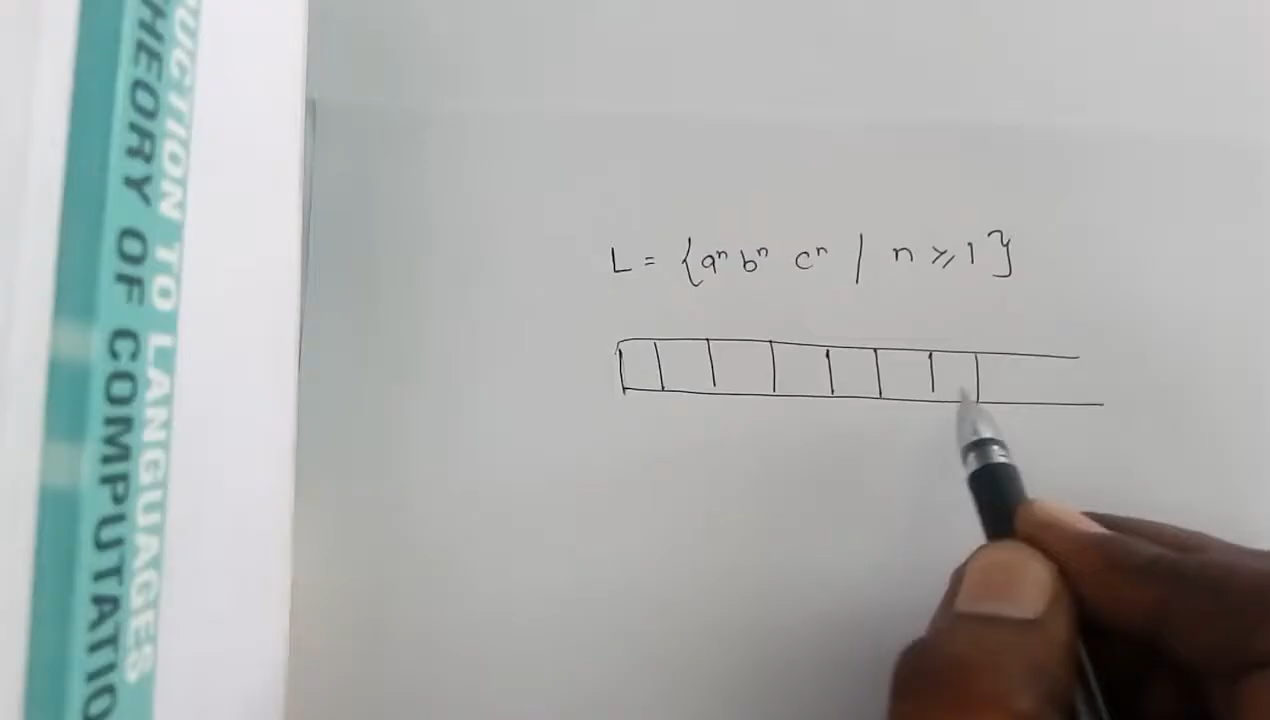 UCTION TO LANGUAGES
THEORY OF COMPUTATIO
L = {aⁿ bⁿ cⁿ / n ⩾ 1}